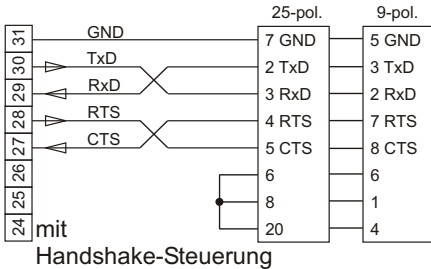 25-pol. 9-pol.
31 GND 7 GND 5 GND
30 TxD 2 TxD 3 TxD
29 RxD 3 RxD 2 RxD
28 RTS 4 RTS 7 RTS
27 CTS 5 CTS 8 CTS
26 6 6
25 8 1
24 mit 20 4
Handshake-Steuerung